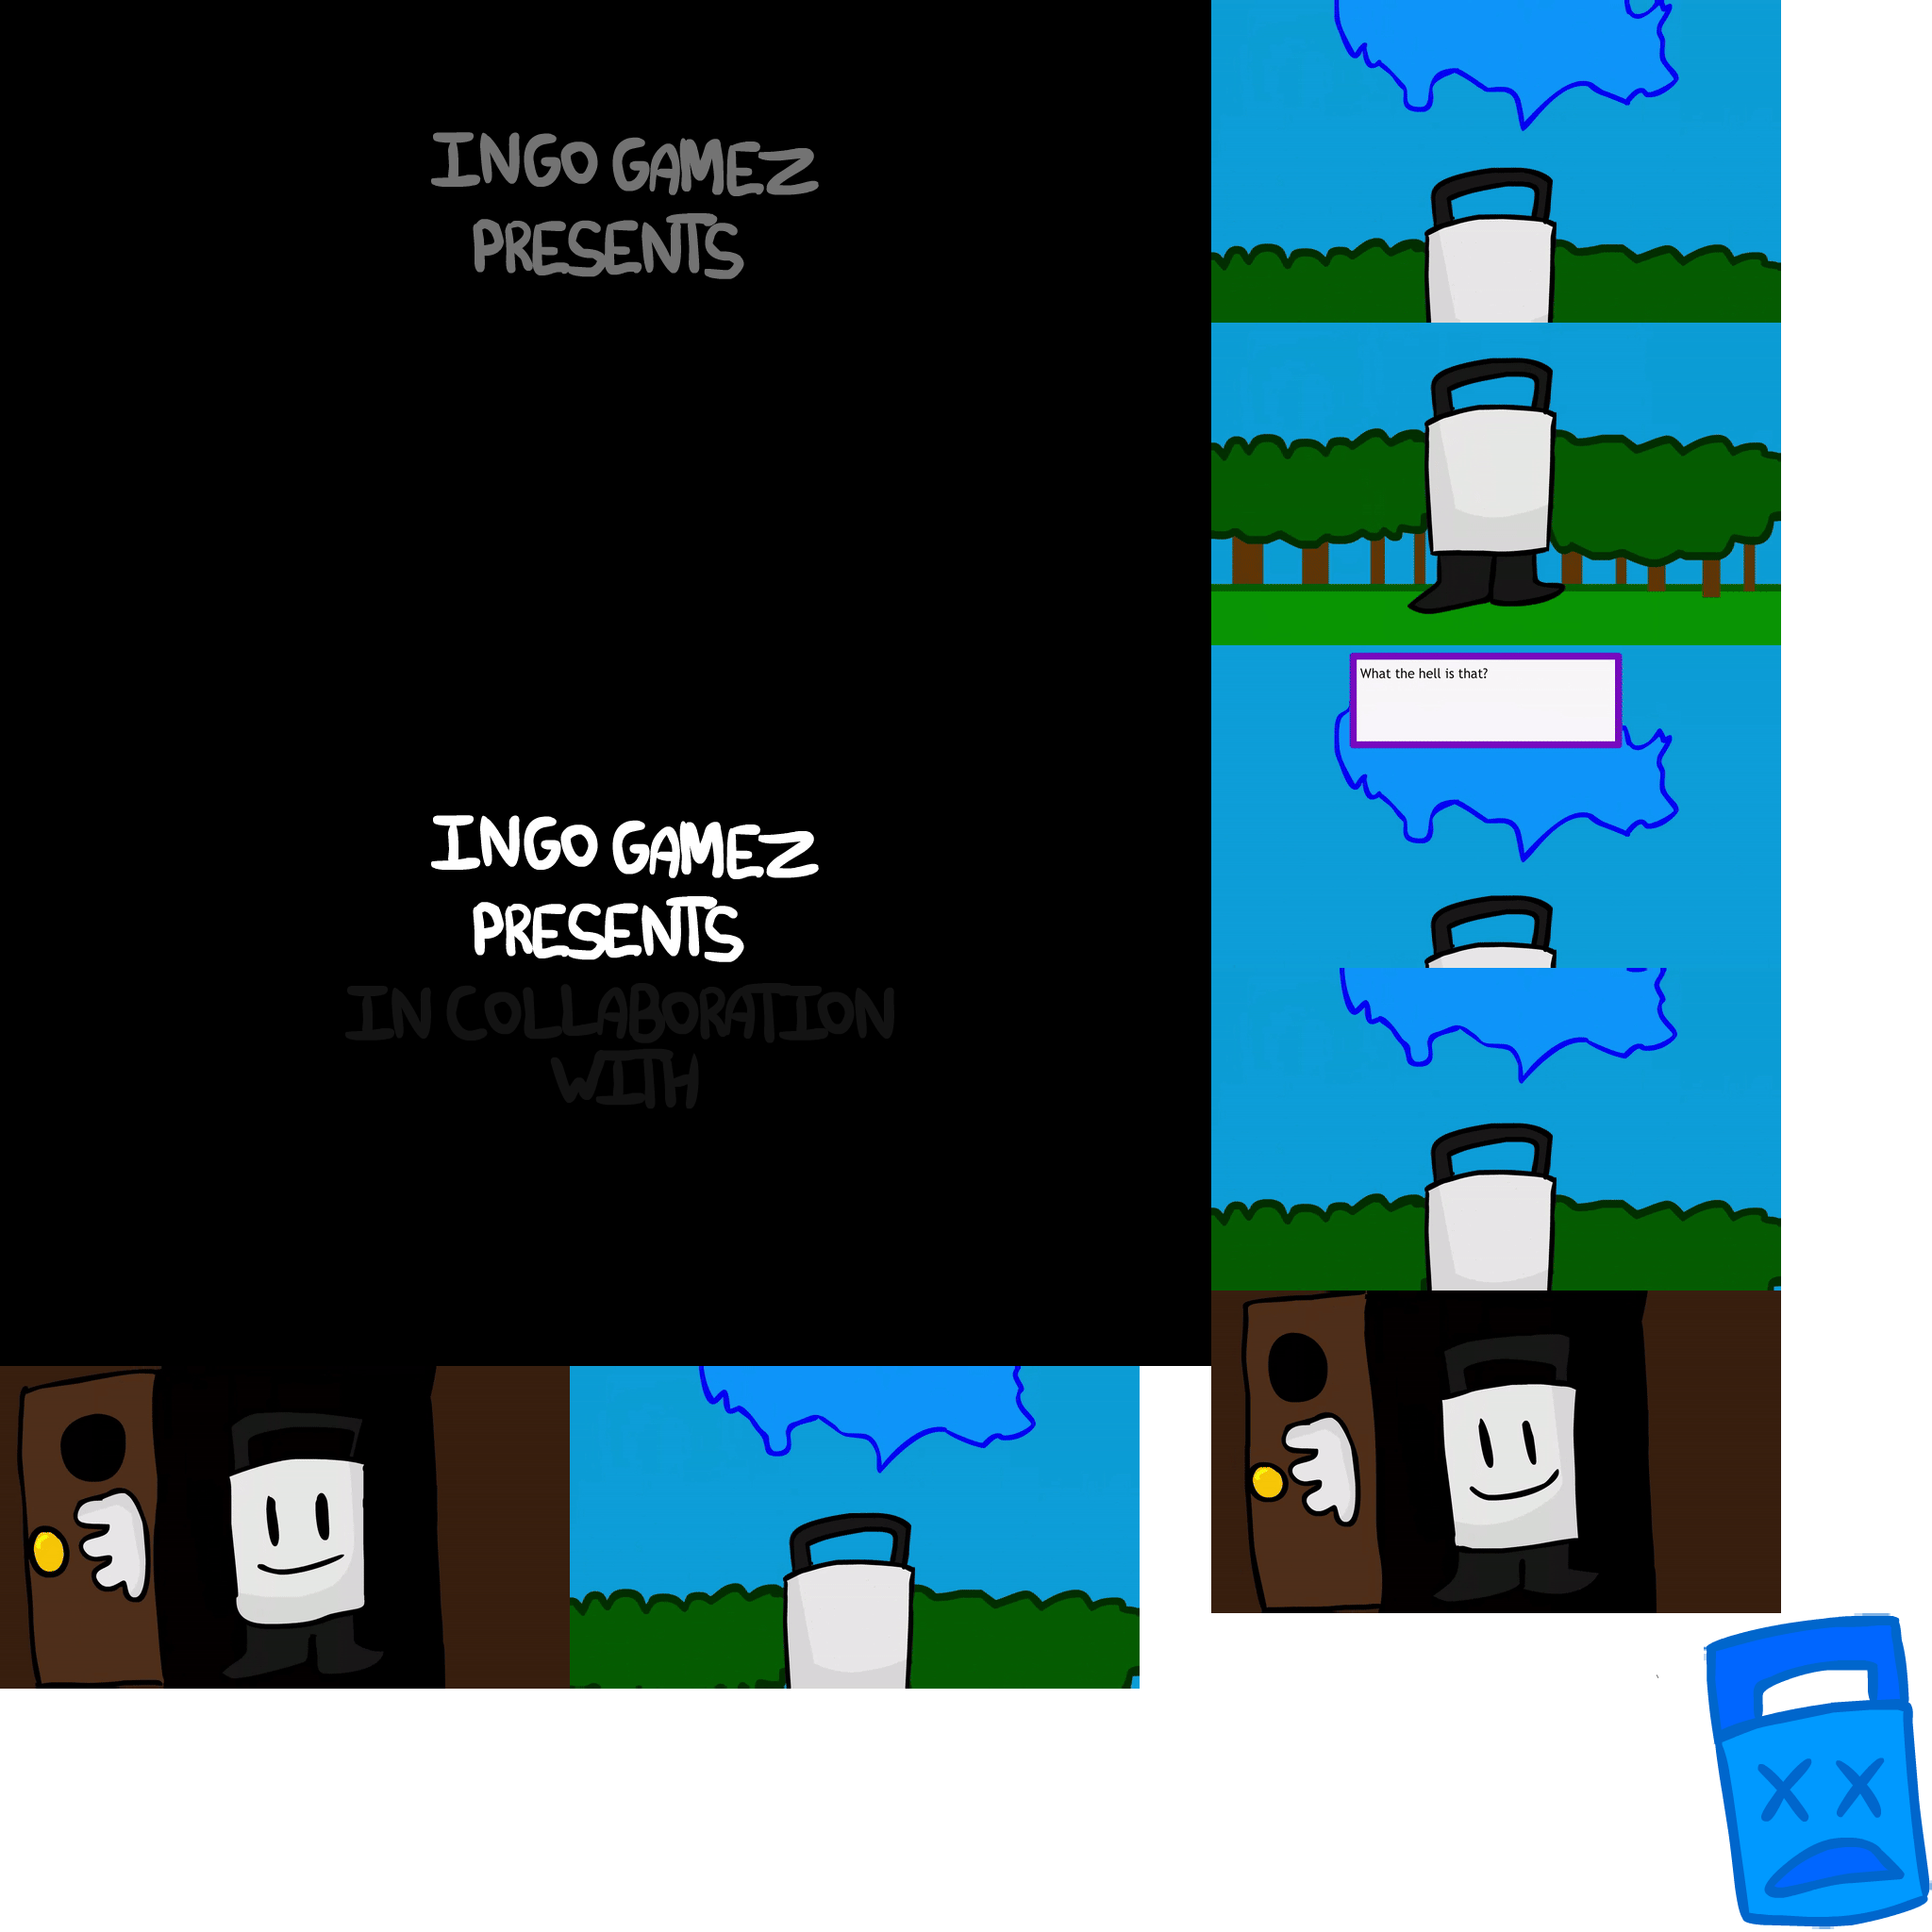 INGO GAMEZ
PRESENTS
What the hell is that?
INGO GAMEZ
PRESENTS
IN COLLABORATION
WITH